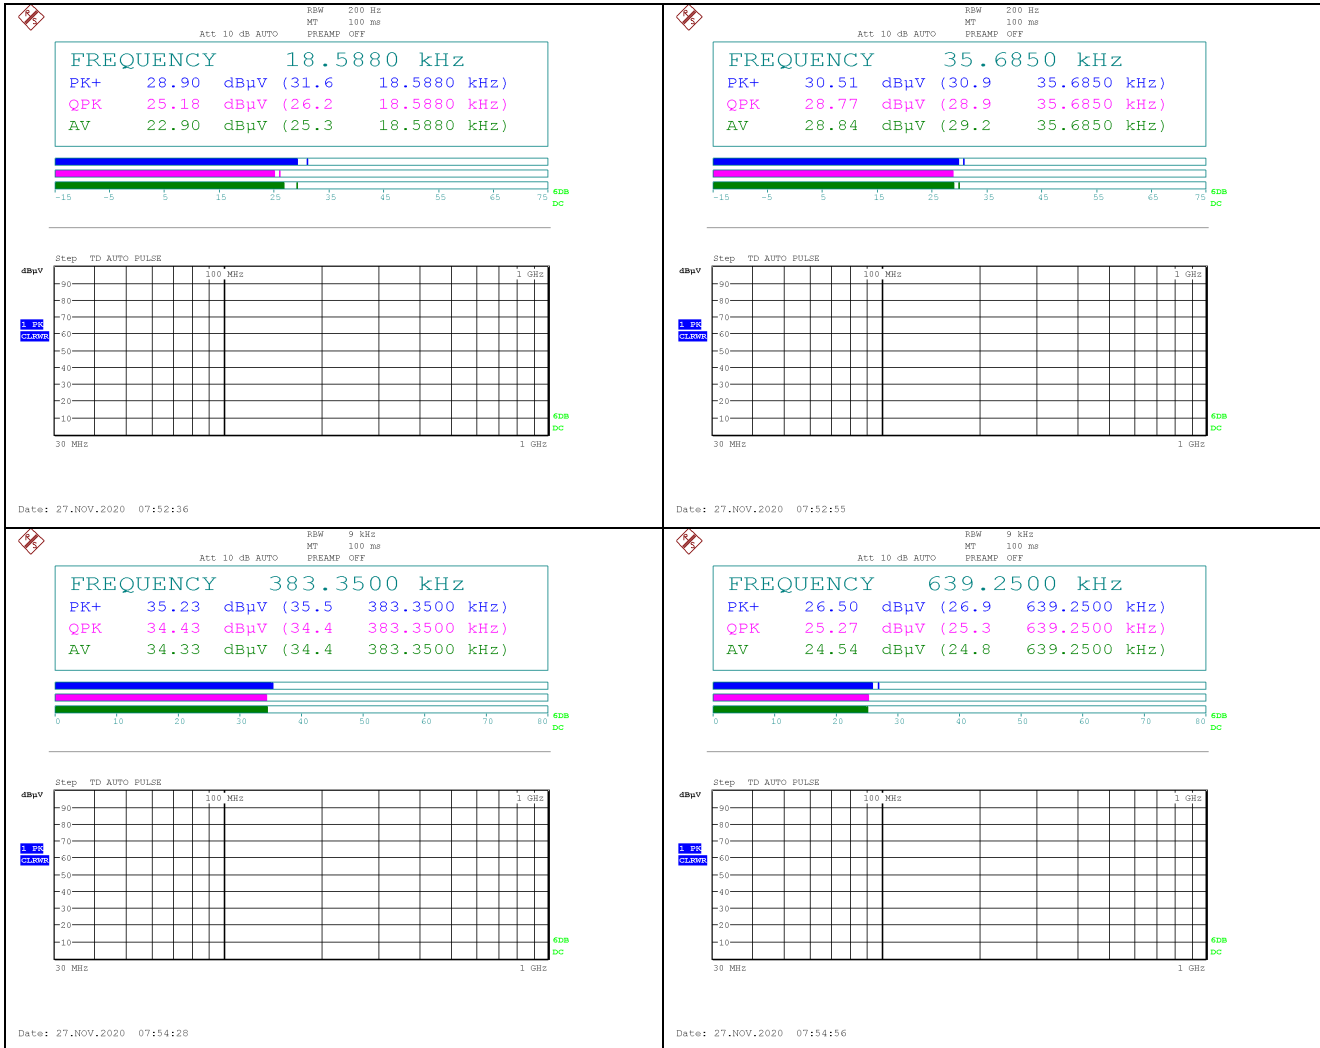 R S
RBW 200 Hz
MT 100 ms
Att 10 dB AUTO PREAMP OFF
FREQUENCY 18.5880 kHz
PK+ 28.90 dBµV (31.6 18.5880 kHz)
QPK 25.18 dBµV (26.2 18.5880 kHz)
AV 22.90 dBµV (25.3 18.5880 kHz)
-15 -5 5 15 25 35 45 55 65 75
6DB
DC
Step TD AUTO PULSE
dBµV
100 MHz 1 GHz
90
80
70
1 PK
60
CLRWR
50
40
30
20
10
6DB
DC
30 MHz 1 GHz
Date: 27.NOV.2020 07:52:36
R S
RBW 200 Hz
MT 100 ms
Att 10 dB AUTO PREAMP OFF
FREQUENCY 35.6850 kHz
PK+ 30.51 dBµV (30.9 35.6850 kHz)
QPK 28.77 dBµV (28.9 35.6850 kHz)
AV 28.84 dBµV (29.2 35.6850 kHz)
-15 -5 5 15 25 35 45 55 65 75
6DB
DC
Step TD AUTO PULSE
dBµV
100 MHz 1 GHz
90
80
70
1 PK
60
CLRWR
50
40
30
20
10
6DB
DC
30 MHz 1 GHz
Date: 27.NOV.2020 07:52:55
R S
RBW 9 kHz
MT 100 ms
Att 10 dB AUTO PREAMP OFF
FREQUENCY 383.3500 kHz
PK+ 35.23 dBµV (35.5 383.3500 kHz)
QPK 34.43 dBµV (34.4 383.3500 kHz)
AV 34.33 dBµV (34.4 383.3500 kHz)
0 10 20 30 40 50 60 70 80
6DB
DC
Step TD AUTO PULSE
dBµV
100 MHz 1 GHz
90
80
70
1 PK
60
CLRWR
50
40
30
20
10
6DB
DC
30 MHz 1 GHz
Date: 27.NOV.2020 07:54:28
R S
RBW 9 kHz
MT 100 ms
Att 10 dB AUTO PREAMP OFF
FREQUENCY 639.2500 kHz
PK+ 26.50 dBµV (26.9 639.2500 kHz)
QPK 25.27 dBµV (25.3 639.2500 kHz)
AV 24.54 dBµV (24.8 639.2500 kHz)
0 10 20 30 40 50 60 70 80
6DB
DC
Step TD AUTO PULSE
dBµV
100 MHz 1 GHz
90
80
70
1 PK
60
CLRWR
50
40
30
20
10
6DB
DC
30 MHz 1 GHz
Date: 27.NOV.2020 07:54:56